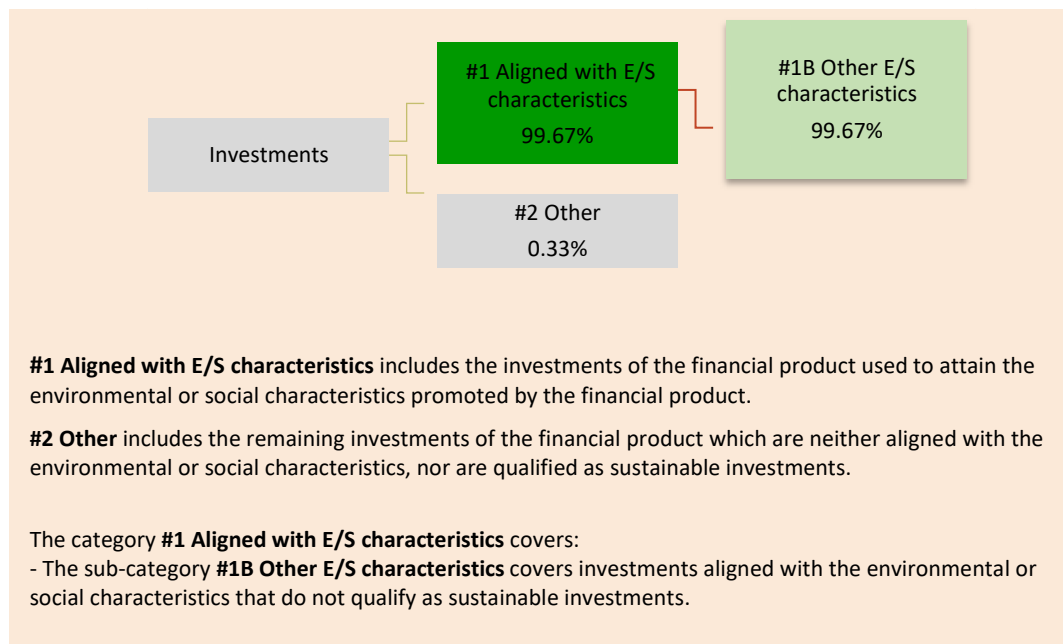 Investments
#1 Aligned with E/S
characteristics
99.67%
#1B Other E/S
characteristics
99.67%
#2 Other
0.33%
#1 Aligned with E/S characteristics includes the investments of the financial product used to attain the
environmental or social characteristics promoted by the financial product.
#2 Other includes the remaining investments of the financial product which are neither aligned with the
environmental or social characteristics, nor are qualified as sustainable investments.
The category #1 Aligned with E/S characteristics covers:
- The sub-category #1B Other E/S characteristics covers investments aligned with the environmental or
social characteristics that do not qualify as sustainable investments.